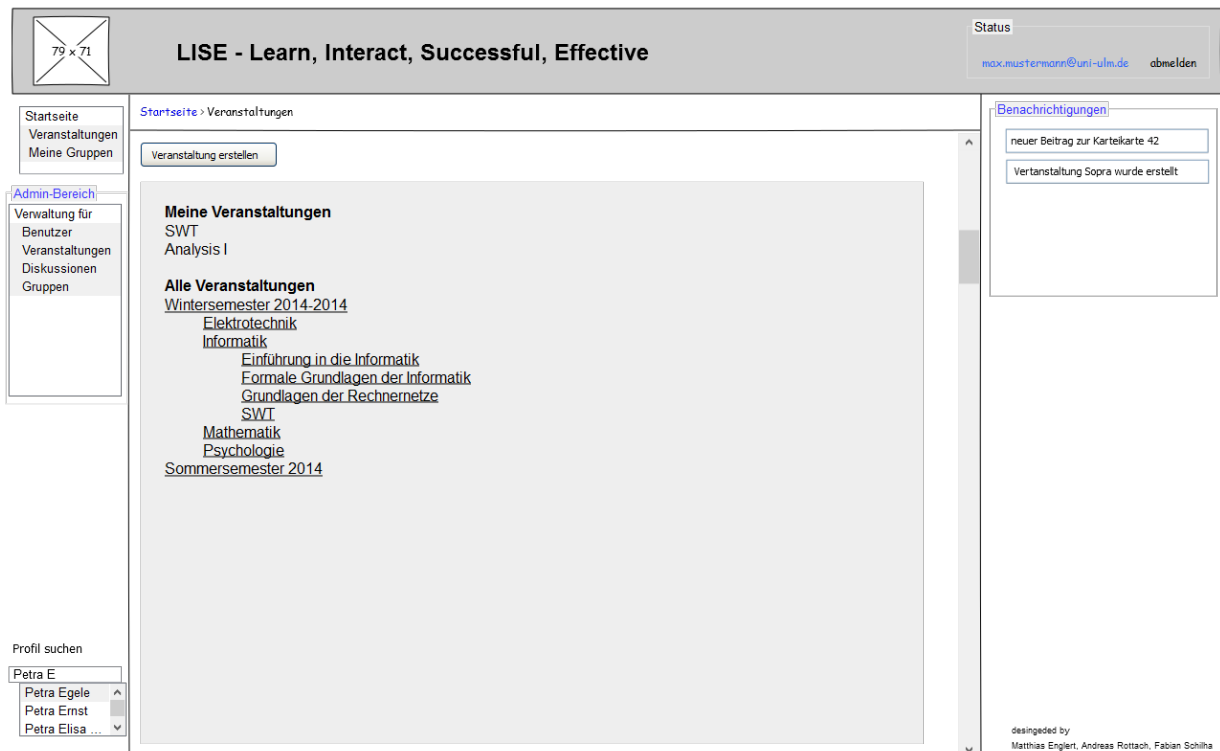 79 x 71
LISE - Learn, Interact, Successful, Effective
Status
max.mustermann@uni-ulm.de abmelden
Startseite
Veranstaltungen
Meine Gruppen
Admin-Bereich
Verwaltung für
Benutzer
Veranstaltungen
Diskussionen
Gruppen
Profil suchen
Petra E
Petra Egele
Petra Ernst
Petra Elisa ...
Startseite > Veranstaltungen
Veranstaltung erstellen
Meine Veranstaltungen
SWT
Analysis I
Alle Veranstaltungen
Wintersemester 2014-2014
Elektrotechnik
Informatik
Einführung in die Informatik
Formale Grundlagen der Informatik
Grundlagen der Rechnernetze
SWT
Mathematik
Psychologie
Sommersemester 2014
Benachrichtigungen
neuer Beitrag zur Karteikarte 42
Vertanstaltung Sopra wurde erstellt
desingeded by
Matthias Englert, Andreas Rottach, Fabian Schilha